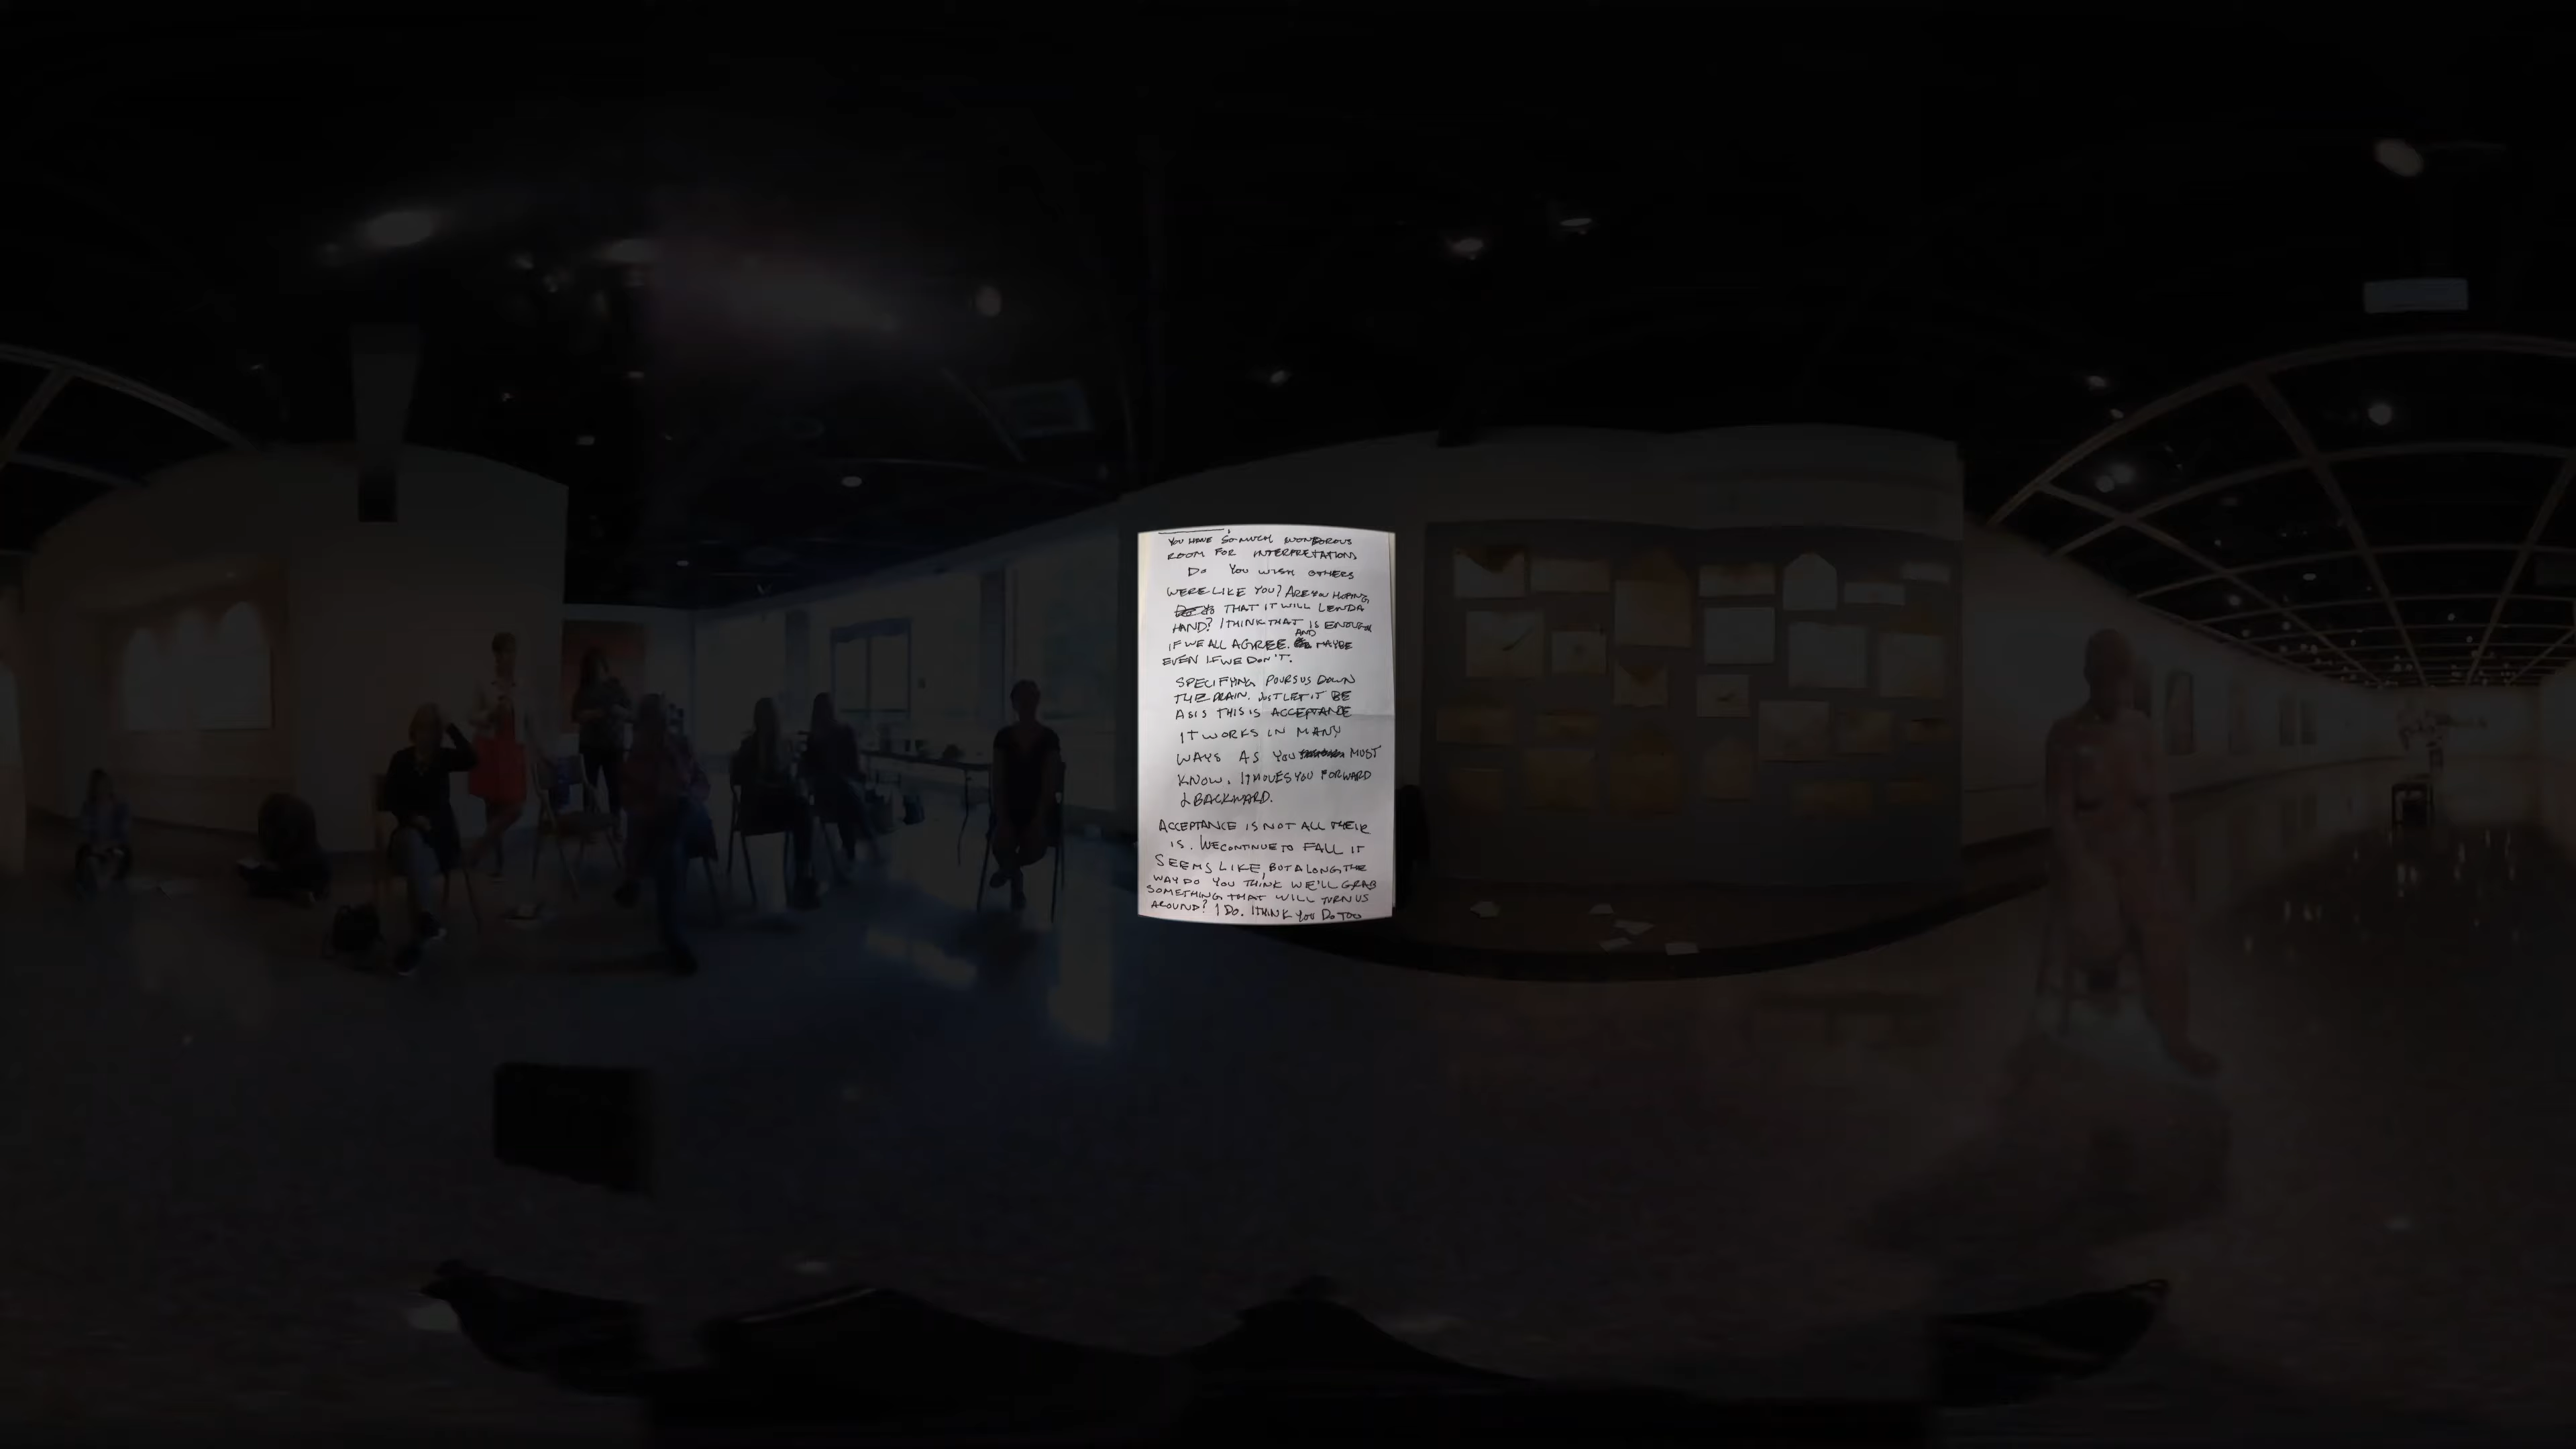 YOU HAVE SO MUCH WONDEROUS
ROOM FOR INTERPRETATION
DO YOU WISH OTHERS
WERE LIKE YOU? ARE YOU HOPING
THAT IT WILL LEND A
HAND? I THINK THAT IS ENOUGH
IF WE ALL AGREE. AND MAYBE
EVEN IF WE DON'T.
SPECIFYING POURS US DOWN
THE DRAIN. JUST LET IT BE
AS IS THIS IS ACCEPTANCE
IT WORKS IN MANY
WAYS AS YOU MUST
KNOW. IT MOVES YOU FORWARD
& BACKWARD.
ACCEPTANCE IS NOT ALL THEIR
IS. WE CONTINUE TO FALL IT
SEEMS LIKE, BUT ALONG THE
WAY DO YOU THINK WE'LL GRAB
SOMETHING THAT WILL TURN US
AROUND? I DO. I THINK YOU DO TOO